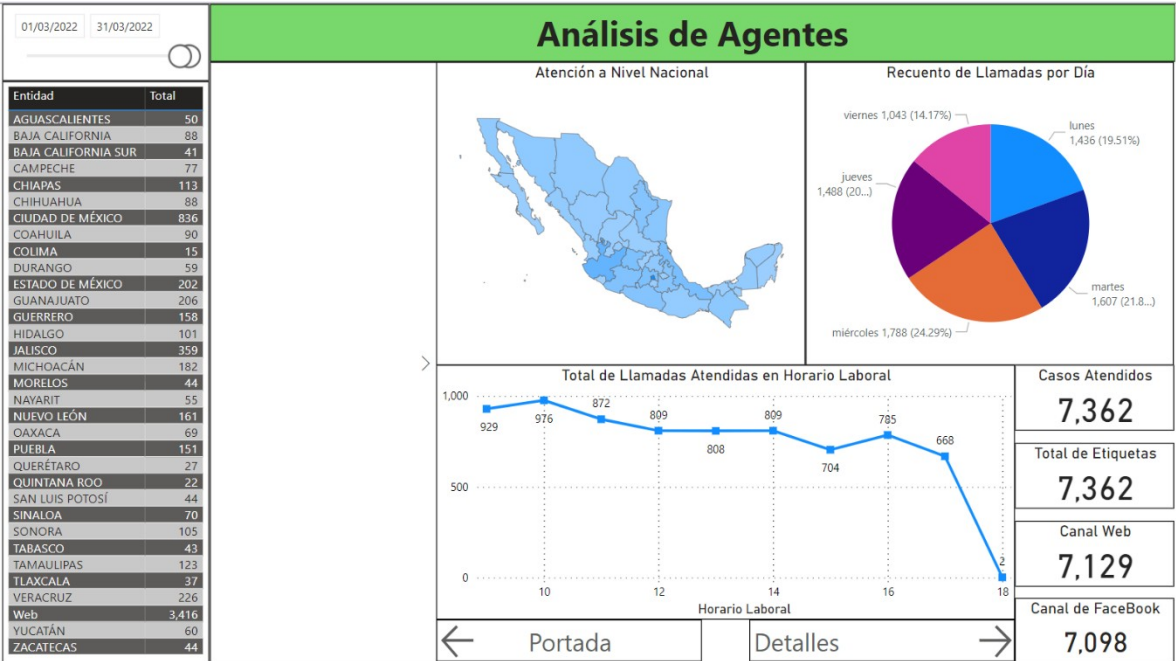 01/03/2022 31/03/2022
Análisis de Agentes
Entidad Total
AGUASCALIENTES 50
BAJA CALIFORNIA 88
BAJA CALIFORNIA SUR 41
CAMPECHE 77
CHIAPAS 113
CHIHUAHUA 88
CIUDAD DE MÉXICO 836
COAHUILA 90
COLIMA 15
DURANGO 59
ESTADO DE MÉXICO 202
GUANAJUATO 206
GUERRERO 158
HIDALGO 101
JALISCO 359
MICHOACÁN 182
MORELOS 44
NAYARIT 55
NUEVO LEÓN 161
OAXACA 69
PUEBLA 151
QUERÉTARO 27
QUINTANA ROO 22
SAN LUIS POTOSÍ 44
SINALOA 70
SONORA 105
TABASCO 43
TAMAULIPAS 123
TLAXCALA 37
VERACRUZ 226
Web 3,416
YUCATÁN 60
ZACATECAS 44
Atención a Nivel Nacional
Recuento de Llamadas por Día
viernes 1,043 (14.17%)
lunes
1,436 (19.51%)
jueves
1,488 (20...)
martes
1,607 (21.8...)
miércoles 1,788 (24.29%)
Total de Llamadas Atendidas en Horario Laboral
1,000
500
0
929
976
872
809
808
809
704
785
668
2
10 12 14 16 18
Horario Laboral
Casos Atendidos
7,362
Total de Etiquetas
7,362
Canal Web
7,129
Canal de FaceBook
7,098
Portada
Detalles